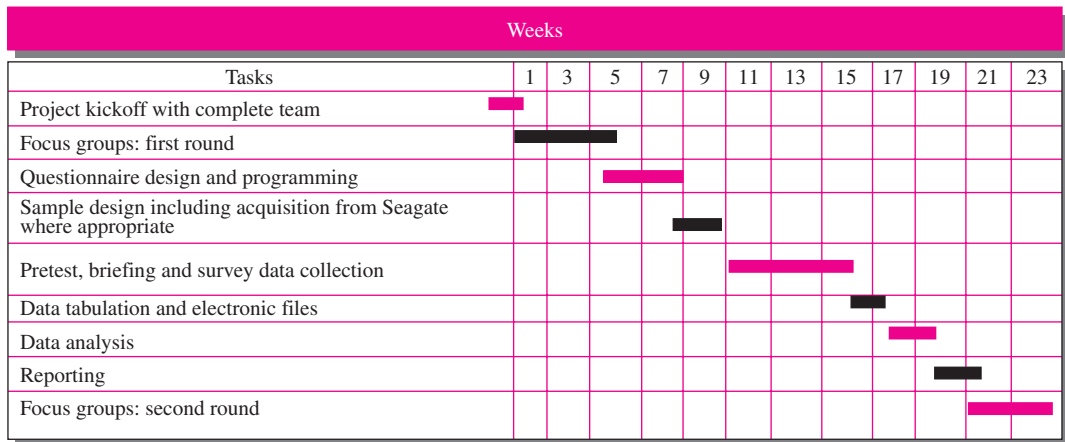 Weeks
Tasks 1 3 5 7 9 11 13 15 17 19 21 23
Project kickoff with complete team
Focus groups: first round
Questionnaire design and programming
Sample design including acquisition from Seagate
where appropriate
Pretest, briefing and survey data collection
Data tabulation and electronic files
Data analysis
Reporting
Focus groups: second round